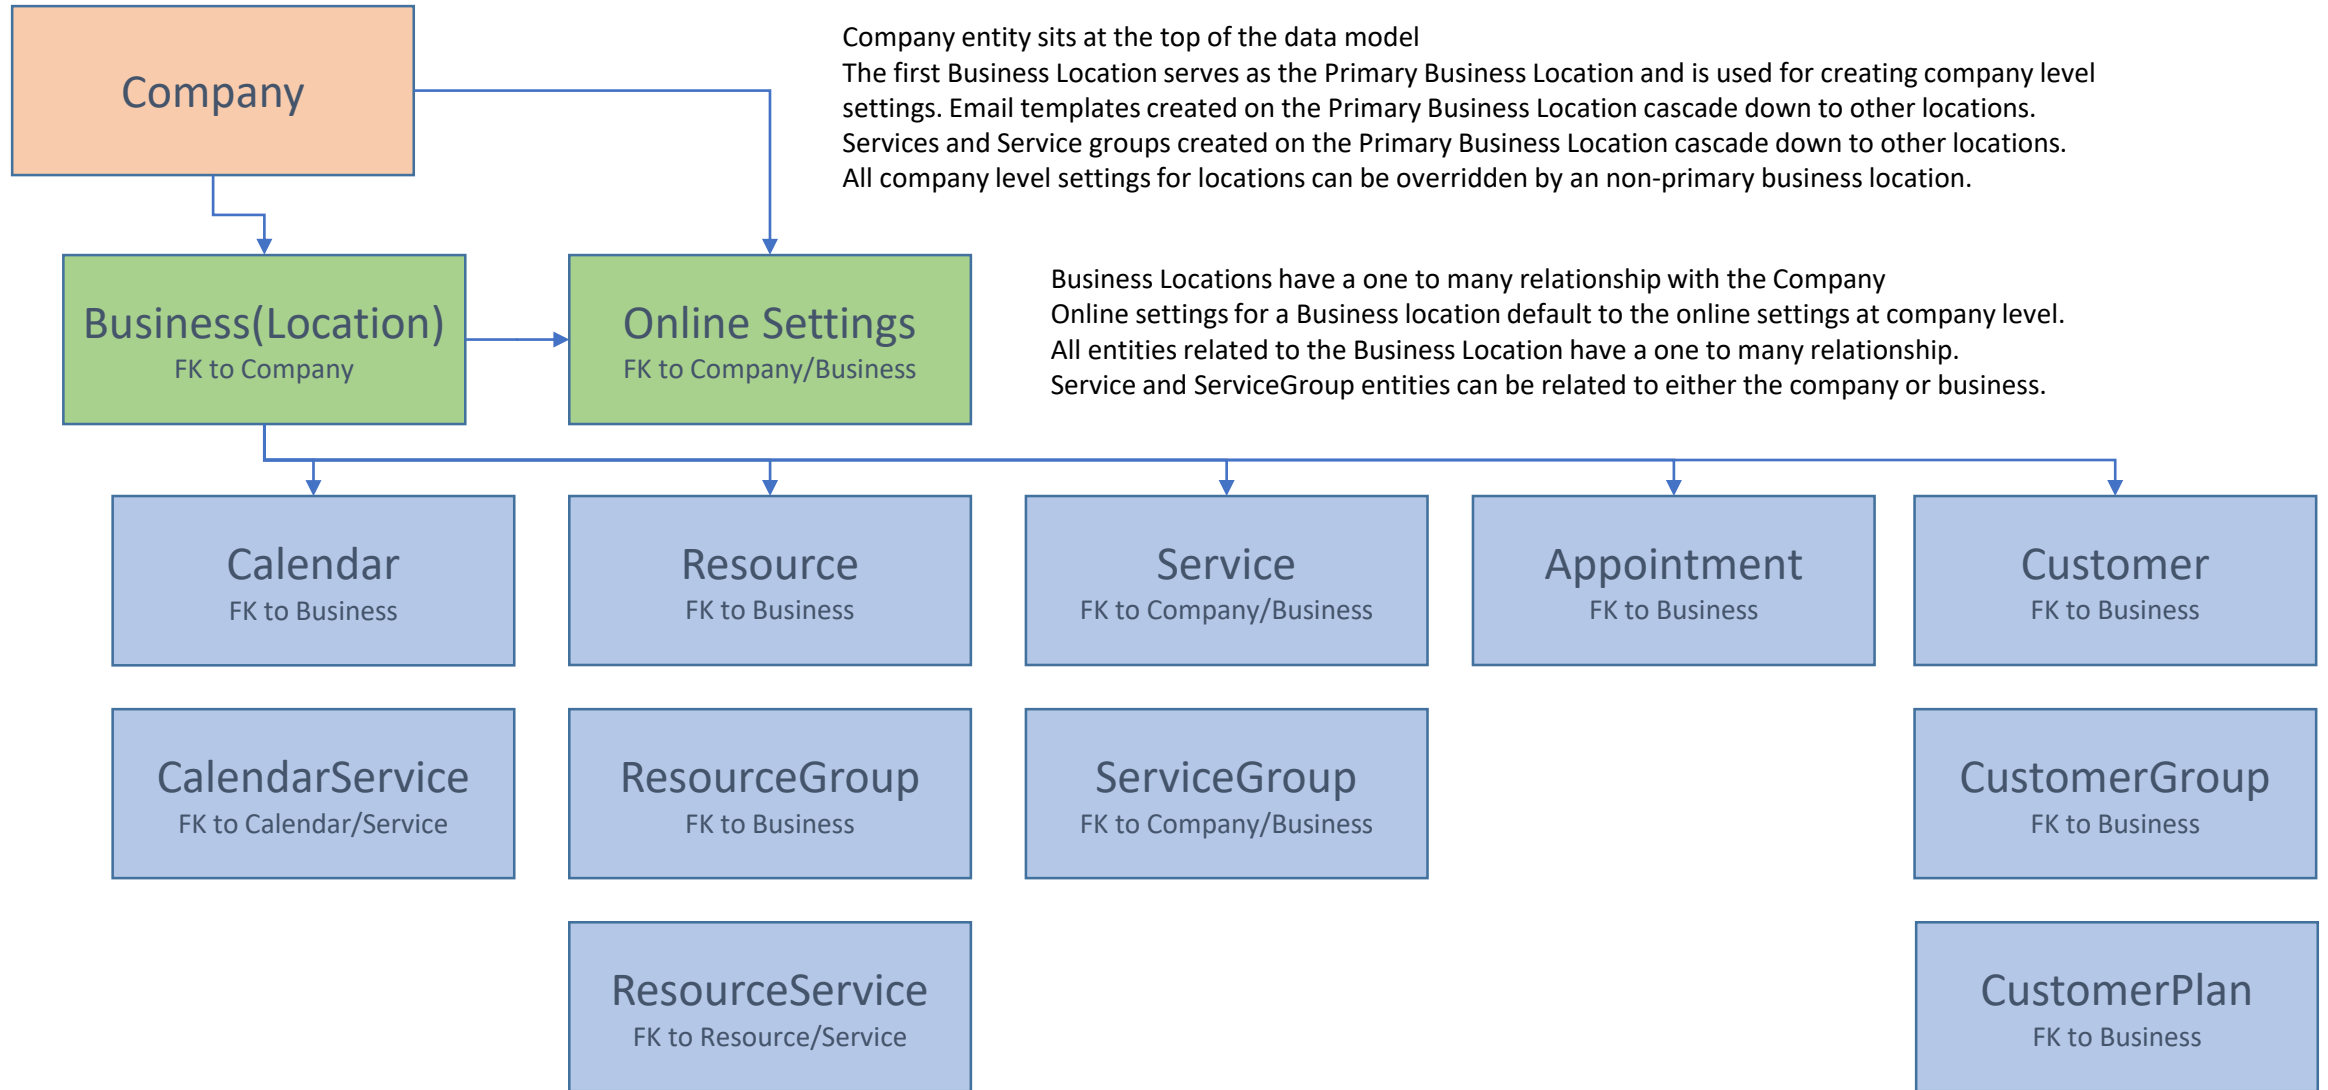 Company
Company entity sits at the top of the data model
The first Business Location serves as the Primary Business Location and is used for creating company level
settings. Email templates created on the Primary Business Location cascade down to other locations.
Services and Service groups created on the Primary Business Location cascade down to other locations.
All company level settings for locations can be overridden by an non-primary business location.
Business(Location)
FK to Company
Online Settings
FK to Company/Business
Business Locations have a one to many relationship with the Company
Online settings for a Business location default to the online settings at company level.
All entities related to the Business Location have a one to many relationship.
Service and ServiceGroup entities can be related to either the company or business.
Calendar
FK to Business
Resource
FK to Business
Service
FK to Company/Business
Appointment
FK to Business
Customer
FK to Business
CalendarService
FK to Calendar/Service
ResourceGroup
FK to Business
ServiceGroup
FK to Company/Business
CustomerGroup
FK to Business
ResourceService
FK to Resource/Service
CustomerPlan
FK to Business